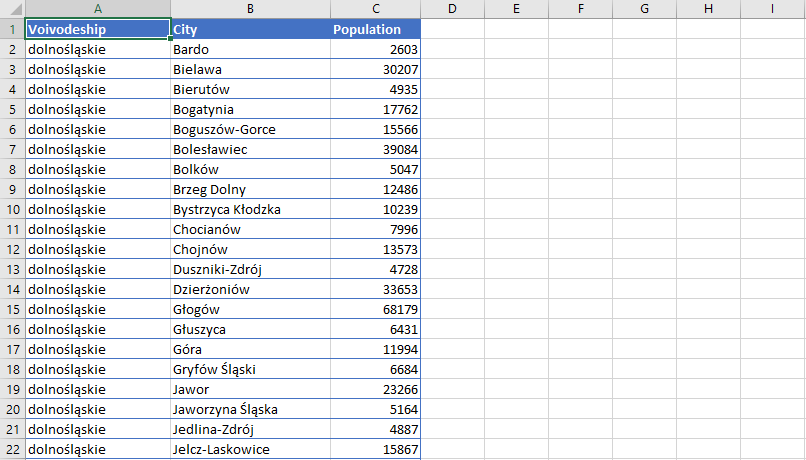 A B C D E F G H I
1 Voivodeship City Population
2 dolnośląskie Bardo 2603
3 dolnośląskie Bielawa 30207
4 dolnośląskie Bierutów 4935
5 dolnośląskie Bogatynia 17762
6 dolnośląskie Boguszów-Gorce 15566
7 dolnośląskie Bolesławiec 39084
8 dolnośląskie Bolków 5047
9 dolnośląskie Brzeg Dolny 12486
10 dolnośląskie Bystrzyca Kłodzka 10239
11 dolnośląskie Chocianów 7996
12 dolnośląskie Chojnów 13573
13 dolnośląskie Duszniki-Zdrój 4728
14 dolnośląskie Dzierżoniów 33653
15 dolnośląskie Głogów 68179
16 dolnośląskie Głuszyca 6431
17 dolnośląskie Góra 11994
18 dolnośląskie Gryfów Śląski 6684
19 dolnośląskie Jawor 23266
20 dolnośląskie Jaworzyna Śląska 5164
21 dolnośląskie Jedlina-Zdrój 4887
22 dolnośląskie Jelcz-Laskowice 15867